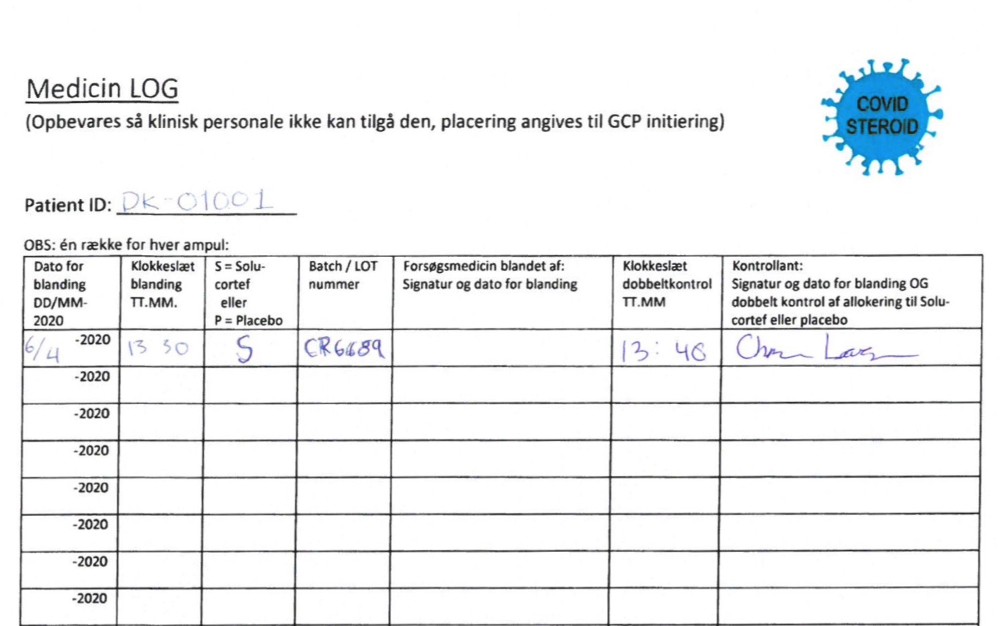 Medicin LOG
(Opbevares så klinisk personale ikke kan tilgå den, placering angives til GCP initiering)
COVID
STEROID
Patient ID: DK-01001
OBS: én række for hver ampul:
Dato for
blanding
DD/MM-
2020
Klokkeslæt
blanding
TT.MM.
S = Solu-
cortef
eller
P = Placebo
Batch / LOT
nummer
Forsøgsmedicin blandet af:
Signatur og dato for blanding
Klokkeslæt
dobbeltkontrol
TT.MM
Kontrollant:
Signatur og dato for blanding OG
dobbelt kontrol af allokering til Solu-
cortef eller placebo
6/4 -2020 13 30 S CR6689 13:
-2020
-2020
-2020
-2020
-2020
-2020
-2020